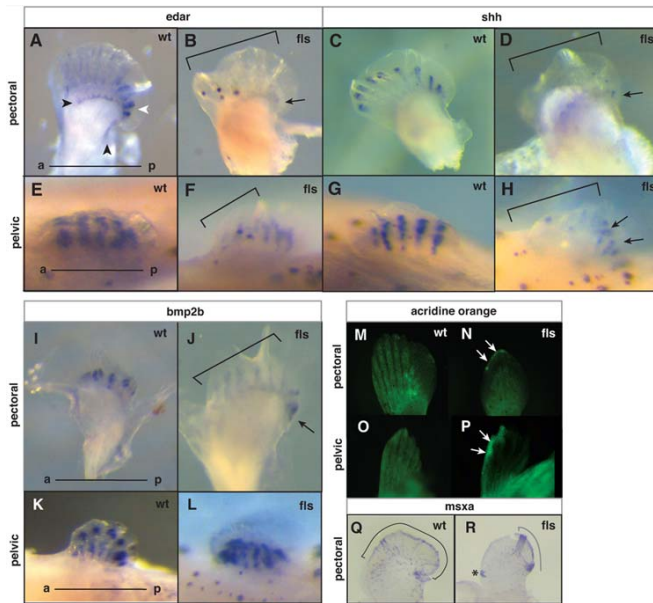 edar shh
A wt B fls C wt D fls
pectoral
a p
E wt F fls G wt H fls
pelvic
a p
bmp2b acridine orange
I wt J fls M wt N fls
pectoral pectoral
a p
O P
pelvic
K wt L fls
pelvic
a p
msxa
Q wt R fls
pectoral
*